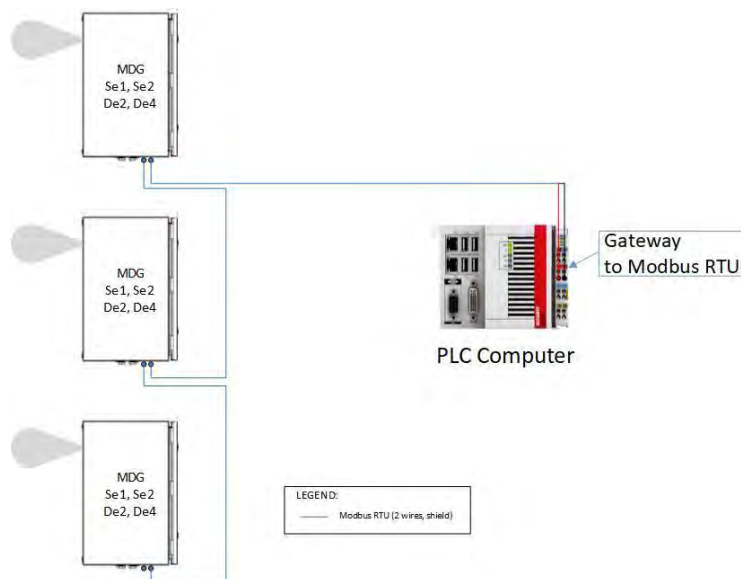 MDG
Se1, Se2
De2, De4
MDG
Se1, Se2
De2, De4
Gateway
to Modbus RTU
PLC Computer
MDG
Se1, Se2
De2, De4
LEGEND:
Modbus RTU (2 wires, shield)